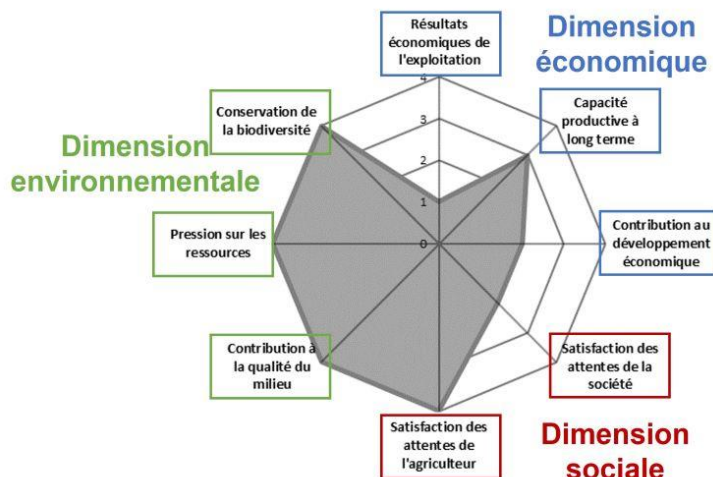 Résultats
économiques de
l'exploitation
Dimension
économique
4
Conservation de
la biodiversité
Capacité
productive à
long terme
3
Dimension
environnementale
2
1
Pression sur les
ressources
0
Contribution au
développement
économique
Contribution à
la qualité du
milieu
Satisfaction des
attentes de la
société
Satisfaction des
attentes de
l'agriculteur
Dimension
sociale